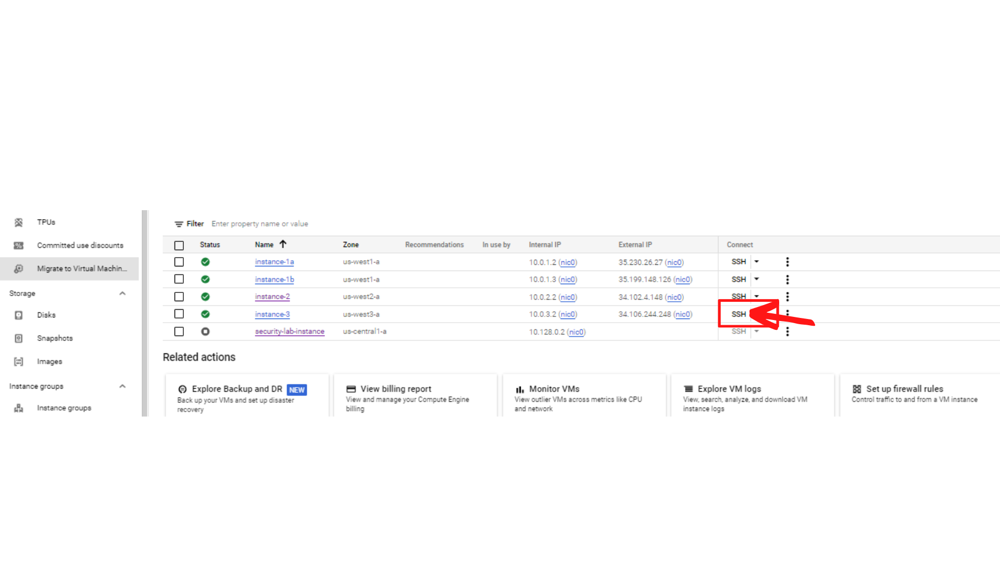 TPUs
Committed use discounts
Migrate to Virtual Machin...
Storage
Disks
Snapshots
Images
Instance groups
Instance groups
Filter Enter property name or value
Status Name Zone Recommendations In use by Internal IP External IP Connect
instance-1a us-west1-a 10.0.1.2 (nic0) 35.230.26.27 (nic0) SSH
instance-1b us-west1-a 10.0.1.3 (nic0) 35.199.148.126 (nic0) SSH
instance-2 us-west2-a 10.0.2.2 (nic0) 34.102.4.148 (nic0) SSH
instance-3 us-west3-a 10.0.3.2 (nic0) 34.106.244.248 (nic0) SSH
security-lab-instance us-central1-a 10.128.0.2 (nic0) SSH
Related actions
Explore Backup and DR NEW
Back up your VMs and set up disaster
recovery
View billing report
View and manage your Compute Engine
billing
Monitor VMs
View outlier VMs across metrics like CPU
and network
Explore VM logs
View, search, analyze, and download VM
instance logs
Set up firewall rules
Control traffic to and from a VM instance